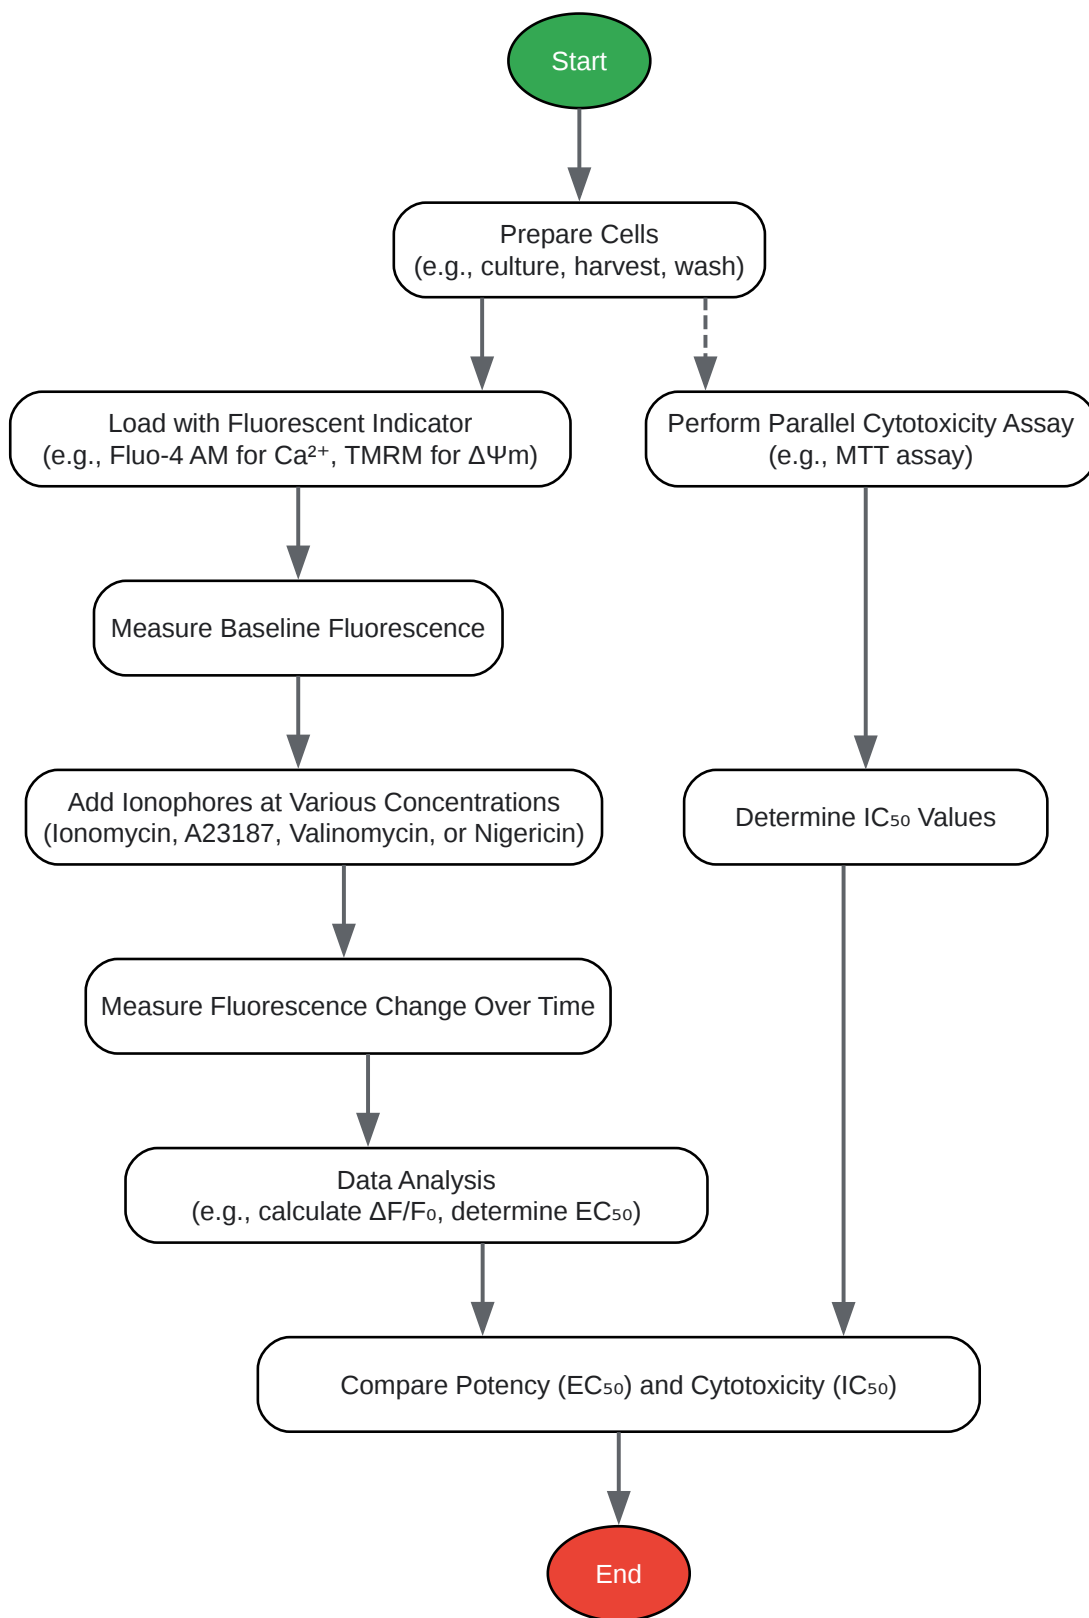 Start
Prepare Cells
(e.g., culture, harvest, wash)
Load with Fluorescent Indicator
(e.g., Fluo-4 AM for Ca²⁺, TMRM for ΔΨm)
Perform Parallel Cytotoxicity Assay
(e.g., MTT assay)
Measure Baseline Fluorescence
Add Ionophores at Various Concentrations
(Ionomycin, A23187, Valinomycin, or Nigericin)
Determine IC₅₀ Values
Measure Fluorescence Change Over Time
Data Analysis
(e.g., calculate ΔF/F₀, determine EC₅₀)
Compare Potency (EC₅₀) and Cytotoxicity (IC₅₀)
End